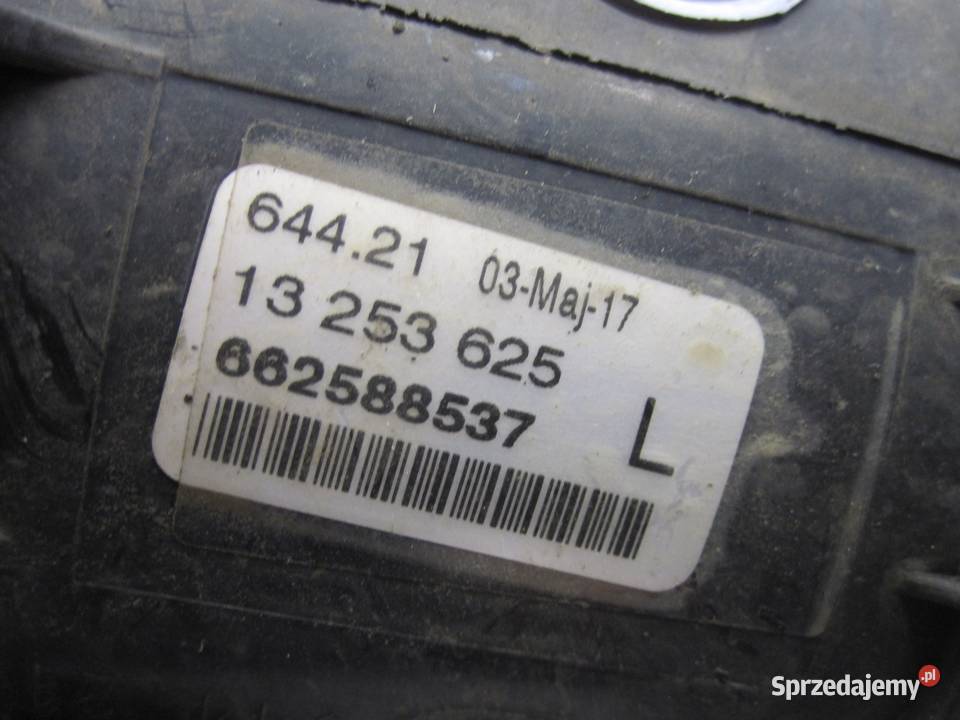 644.21 03-Maj-17
13 253 625
662588537
L
Sprzedajemy.pl